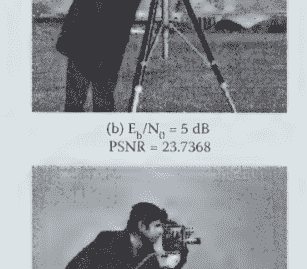 (b) E_b/N_0 = 5 dB
PSNR = 23.7368